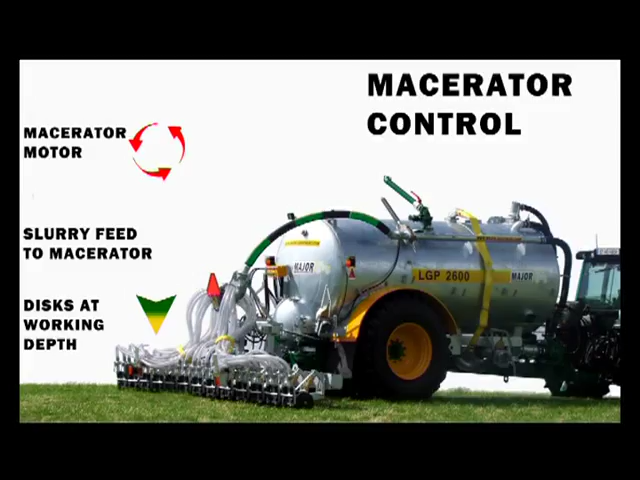 MACERATOR
CONTROL
MACERATOR
MOTOR
SLURRY FEED
TO MACERATOR
DISKS AT
WORKING
DEPTH
MAJOR
LGP 2600
MAJOR